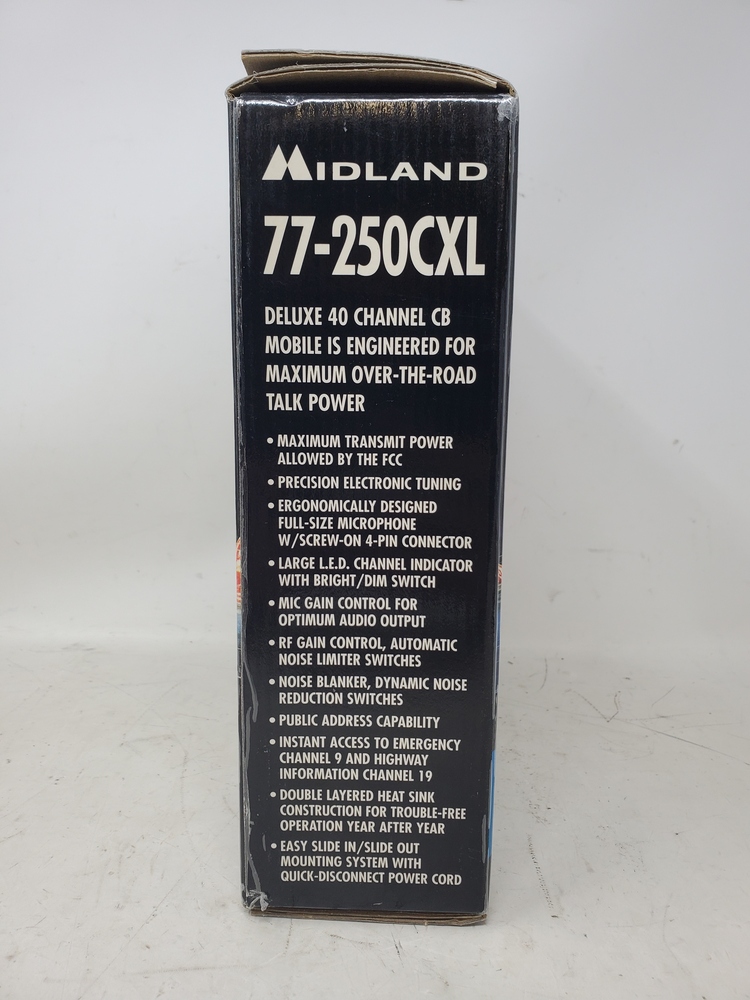 MIDLAND
77-250CXL
DELUXE 40 CHANNEL CB
MOBILE IS ENGINEERED FOR
MAXIMUM OVER-THE-ROAD
TALK POWER
• MAXIMUM TRANSMIT POWER
ALLOWED BY THE FCC
• PRECISION ELECTRONIC TUNING
• ERGONOMICALLY DESIGNED
FULL-SIZE MICROPHONE
W/SCREW-ON 4-PIN CONNECTOR
• LARGE L.E.D. CHANNEL INDICATOR
WITH BRIGHT/DIM SWITCH
• MIC GAIN CONTROL FOR
OPTIMUM AUDIO OUTPUT
• RF GAIN CONTROL, AUTOMATIC
NOISE LIMITER SWITCHES
• NOISE BLANKER, DYNAMIC NOISE
REDUCTION SWITCHES
• PUBLIC ADDRESS CAPABILITY
• INSTANT ACCESS TO EMERGENCY
CHANNEL 9 AND HIGHWAY
INFORMATION CHANNEL 19
• DOUBLE LAYERED HEAT SINK
CONSTRUCTION FOR TROUBLE-FREE
OPERATION YEAR AFTER YEAR
• EASY SLIDE IN/SLIDE OUT
MOUNTING SYSTEM WITH
QUICK-DISCONNECT POWER CORD